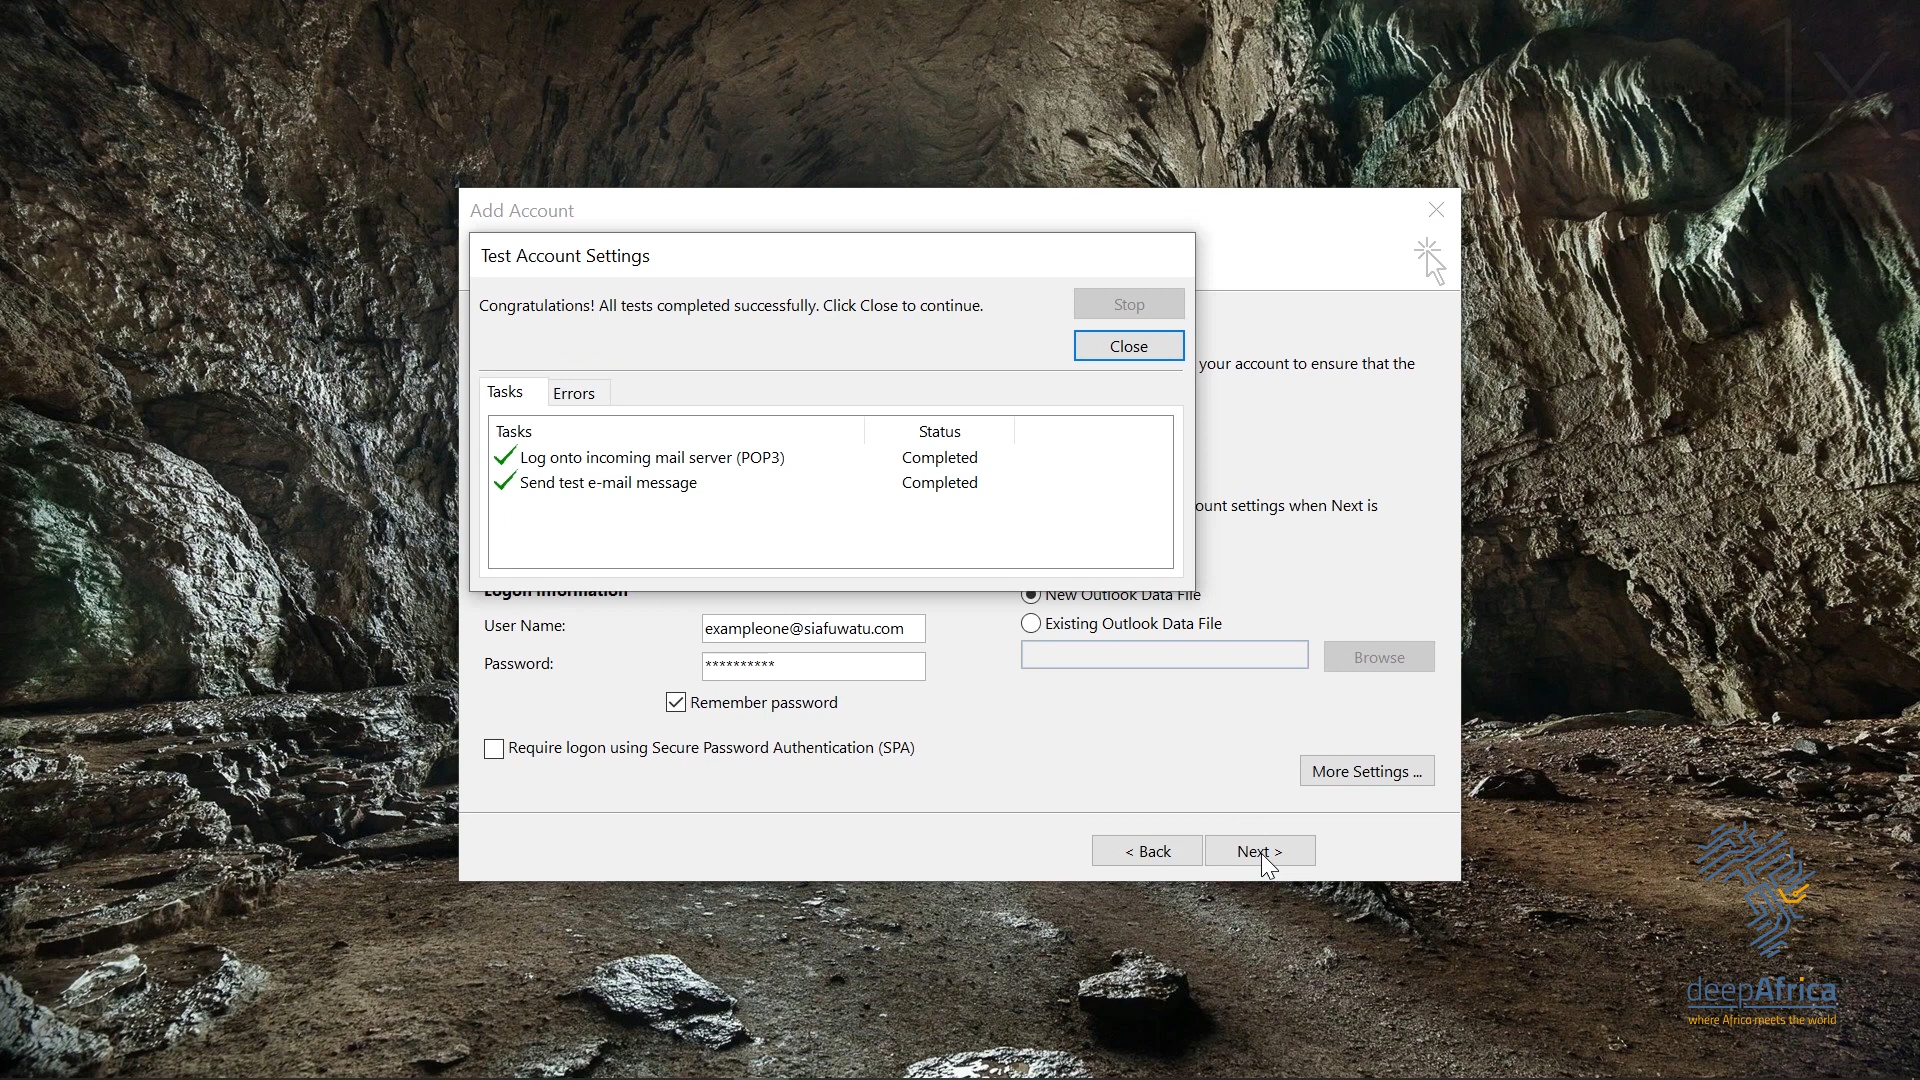 Add Account
Test Account Settings
Congratulations! All tests completed successfully. Click Close to continue.
Stop
Close
your account to ensure that the
Tasks
Errors
Tasks
Status
Log onto incoming mail server (POP3)
Completed
Send test e-mail message
Completed
ount settings when Next is
Logon Information
New Outlook Data File
User Name:
exampleone@siafuwatu.com
Existing Outlook Data File
Password:
**********
Browse
Remember password
Require logon using Secure Password Authentication (SPA)
More Settings ...
< Back
Next >
deepAfrica
where Africa meets the world